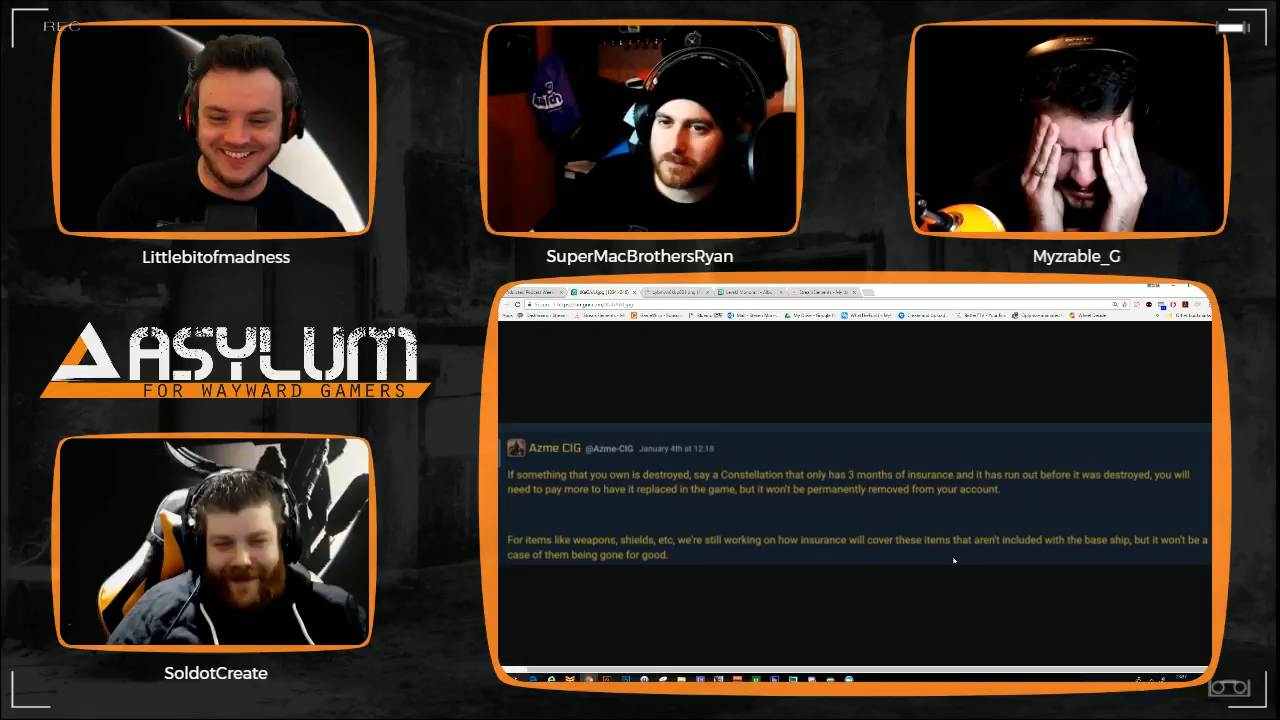 REC
Littlebitofmadness
SuperMacBrothersRyan
Myzrable_G
ASYLUM
FOR WAYWARD GAMERS
SoldotCreate
Azme CIG @Azme-CIG January 4th at 12:18
If something that you own is destroyed, say a Constellation that only has 3 months of insurance and it has run out before it was destroyed, you will
need to pay more to have it replaced in the game, but it won't be permanently removed from your account.
For items like weapons, shields, etc, we're still working on how insurance will cover these items that aren't included with the base ship, but it won't be a
case of them being gone for good.